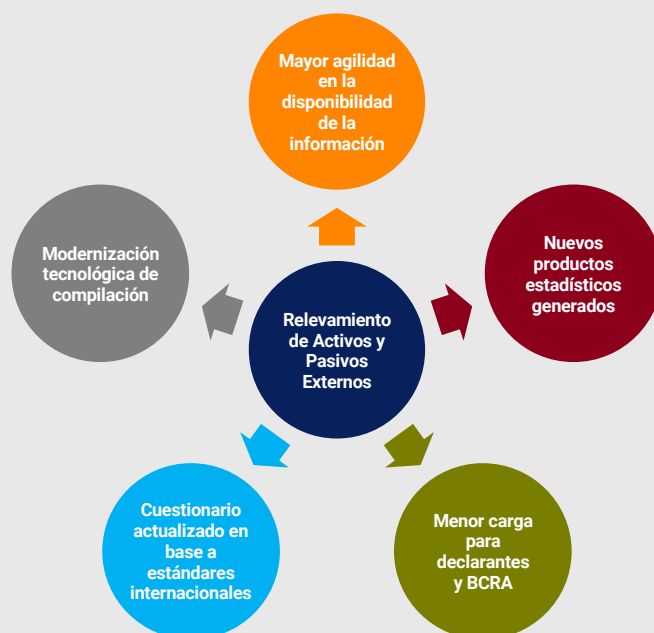 Mayor agilidad
en la
disponibilidad
de la
información
Modernización
tecnológica de
compilación
Nuevos
productos
estadísticos
generados
Relevamiento
de Activos y
Pasivos
Externos
Cuestionario
actualizado en
base a
estándares
internacionales
Menor carga
para
declarantes
y BCRA